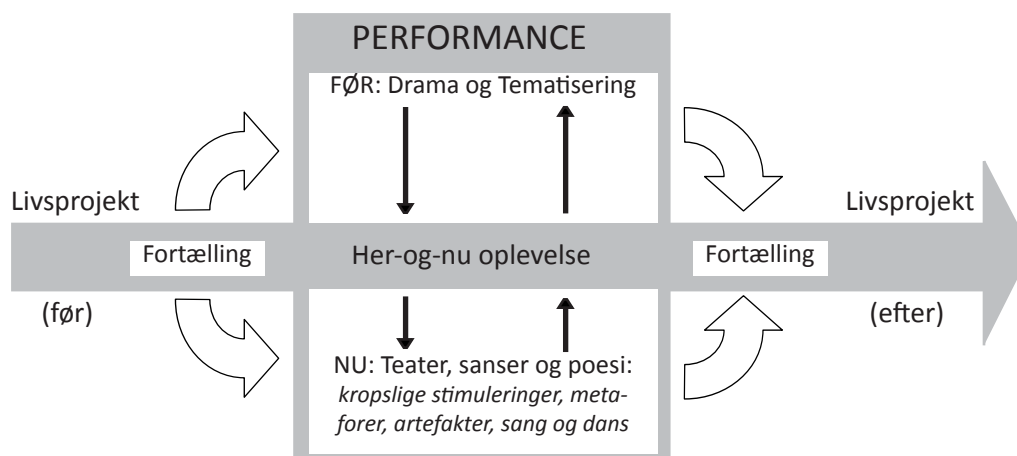 PERFORMANCE
FØR: Drama og Tematisering
Livsprojekt
Livsprojekt
Fortælling
Her-og-nu oplevelse
Fortælling
(før)
(efter)
NU: Teater, sanser og poesi:
kropslige stimuleringer, meta-
forer, artefakter, sang og dans